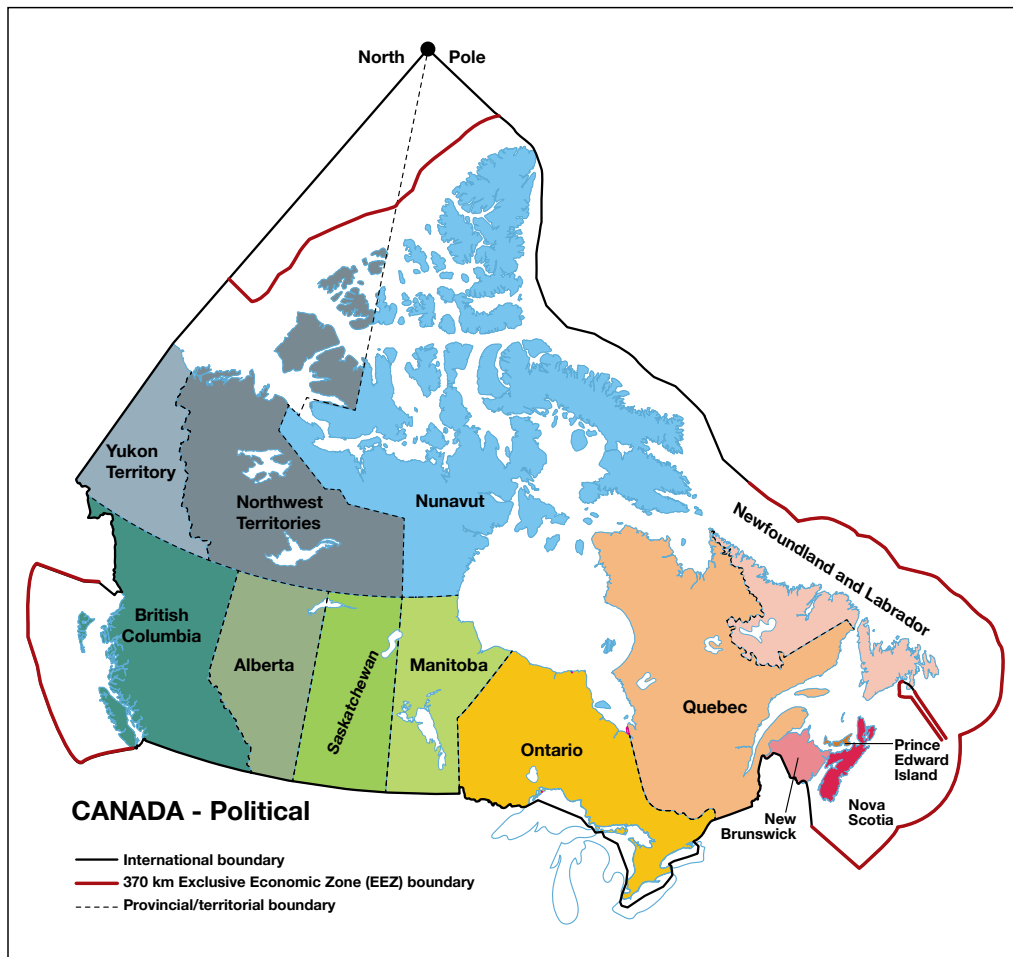 North Pole
Yukon
Territory
Northwest
Territories
Nunavut
Newfoundland and Labrador
British
Columbia
Alberta
Saskatchewan
Manitoba
Ontario
Quebec
Prince
Edward
Island
New
Brunswick
Nova
Scotia
CANADA - Political
International boundary
370 km Exclusive Economic Zone (EEZ) boundary
Provincial/territorial boundary